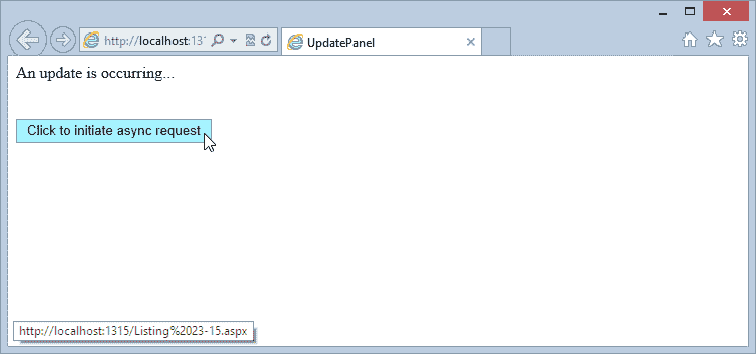 http://localhost:131
UpdatePanel
An update is occurring...
Click to initiate async request
http://localhost:1315/Listing%2023-15.aspx